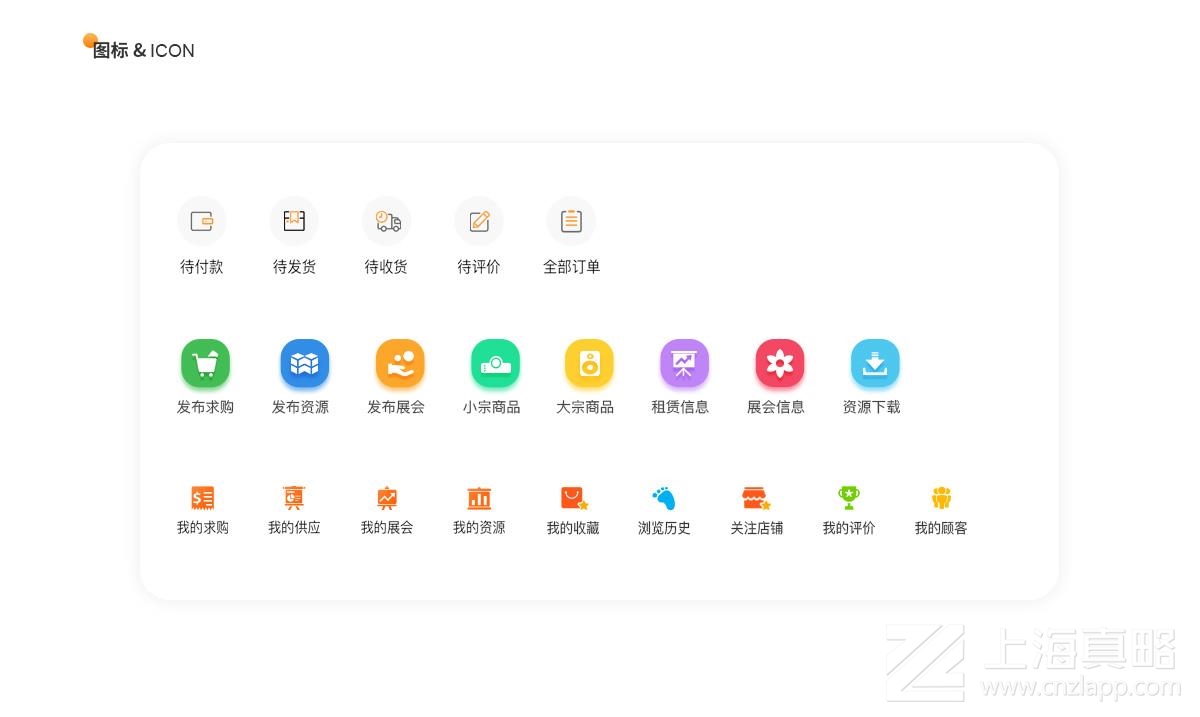 图标 & ICON
待付款 待发货 待收货 待评价 全部订单
发布求购 发布资源 发布展会 小宗商品 大宗商品 租赁信息 展会信息 资源下载
我的求购 我的供应 我的展会 我的资源 我的收藏 浏览历史 关注店铺 我的评价 我的顾客
上海真略
www.cnzlapp.com